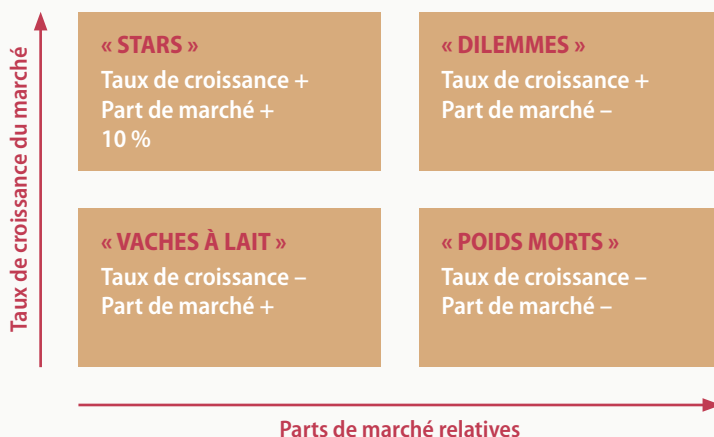 Taux de croissance du marché
« STARS »
Taux de croissance +
Part de marché +
10 %
« DILEMMES »
Taux de croissance +
Part de marché –
« VACHES À LAIT »
Taux de croissance –
Part de marché +
« POIDS MORTS »
Taux de croissance –
Part de marché –
Parts de marché relatives